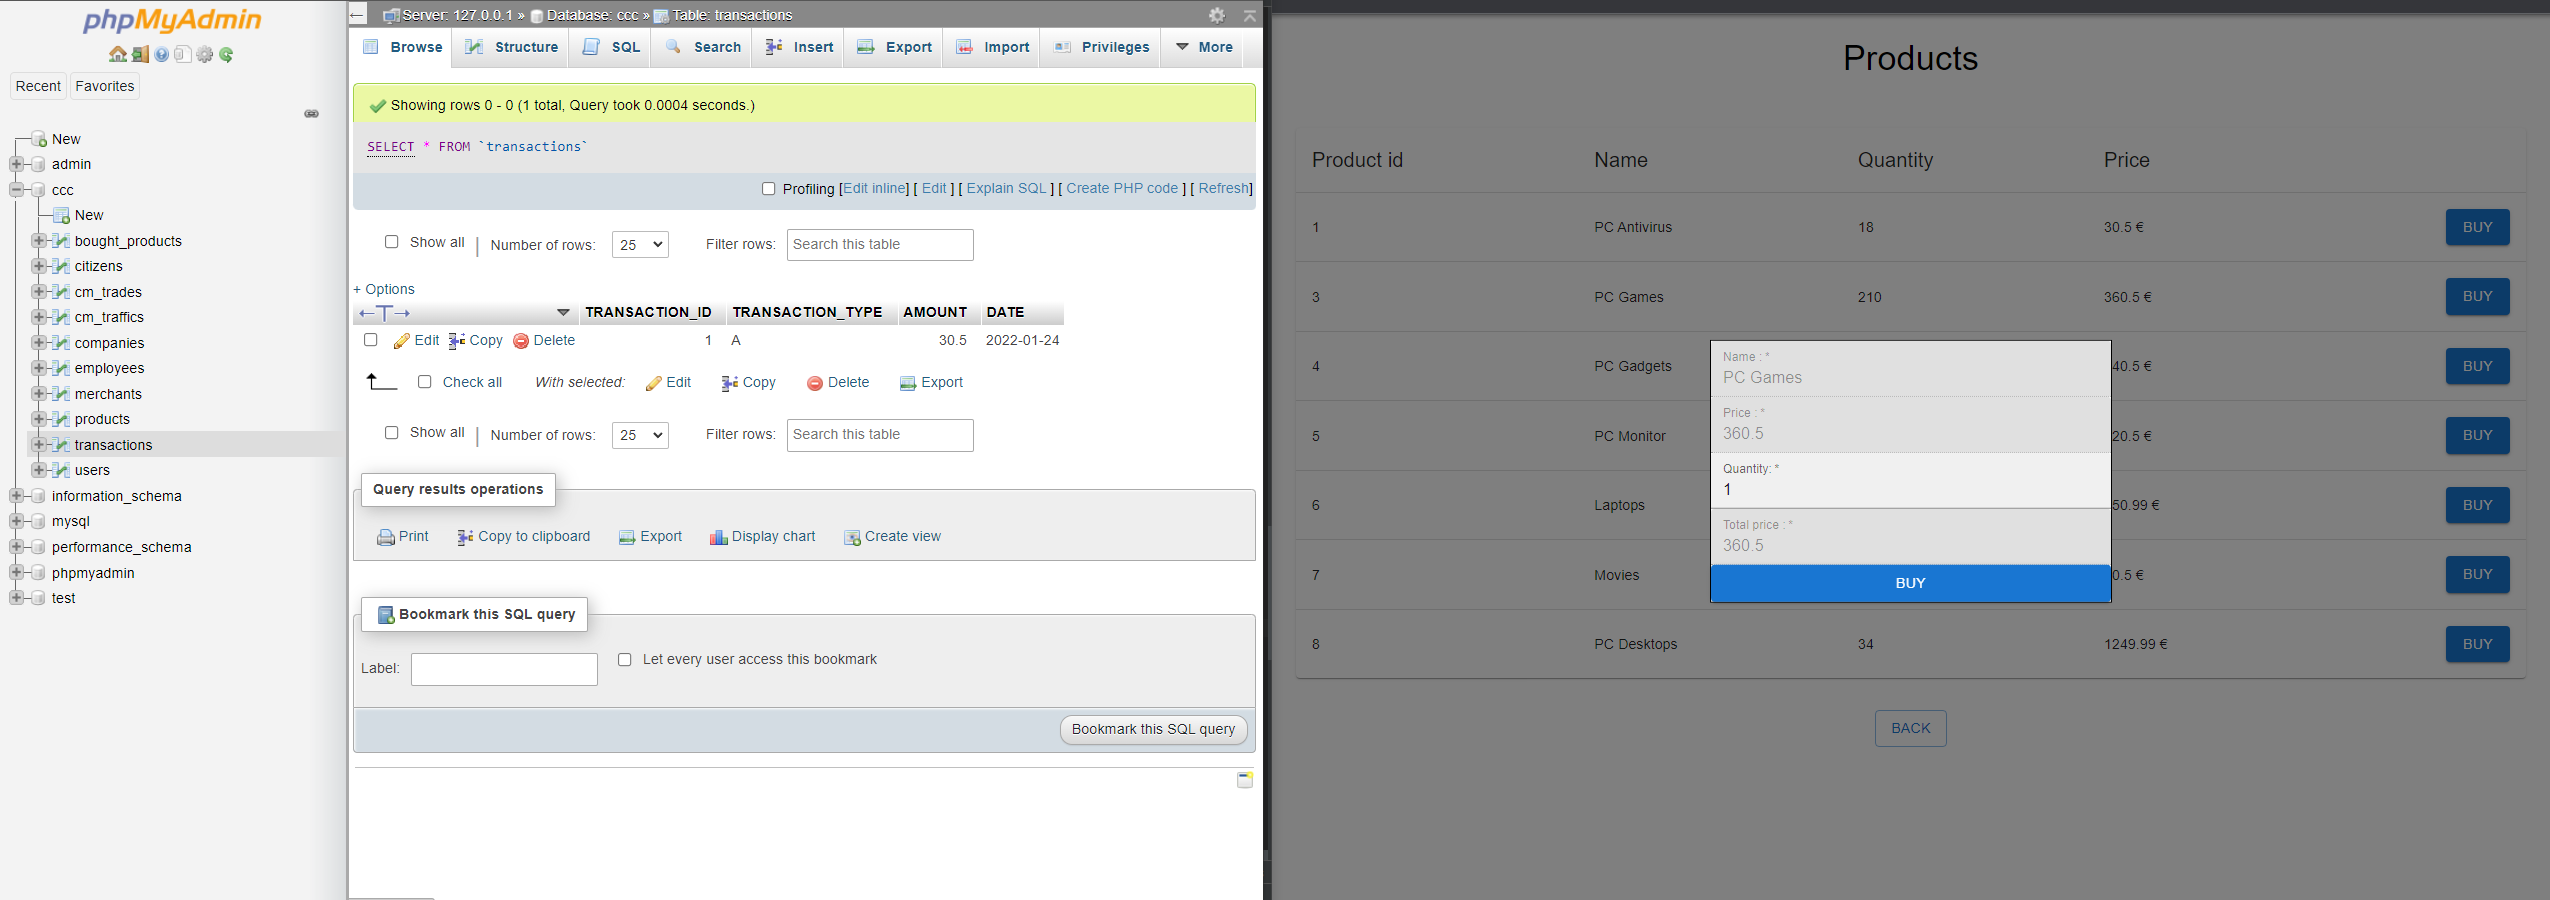 phpMyAdmin
Recent Favorites
New
admin
ccc
New
bought_products
citizens
cm_trades
cm_traffics
companies
employees
merchants
products
transactions
users
information_schema
mysql
performance_schema
phpmyadmin
test
Server: 127.0.0.1 » Database: ccc » Table: transactions
Browse Structure SQL Search Insert Export Import Privileges More
Showing rows 0 - 0 (1 total, Query took 0.0004 seconds.)
SELECT * FROM `transactions`
Profiling [Edit inline] [ Edit ] [ Explain SQL ] [ Create PHP code ] [ Refresh]
Show all | Number of rows: 25 Filter rows: Search this table
+ Options
←T→ TRANSACTION_ID TRANSACTION_TYPE AMOUNT DATE
Edit Copy Delete 1 A 30.5 2022-01-24
Check all With selected: Edit Copy Delete Export
Show all | Number of rows: 25 Filter rows: Search this table
Query results operations
Print Copy to clipboard Export Display chart Create view
Bookmark this SQL query
Label: Let every user access this bookmark
Bookmark this SQL query
Products
Product id Name Quantity Price
1 PC Antivirus 18 30.5 € BUY
3 PC Games 210 360.5 € BUY
4 PC Gadgets 40.5 € BUY
5 PC Monitor 20.5 € BUY
6 Laptops 50.99 € BUY
7 Movies 0.5 € BUY
8 PC Desktops 34 1249.99 € BUY
Name : *
PC Games
Price : *
360.5
Quantity: *
1
Total price : *
360.5
BUY
BACK